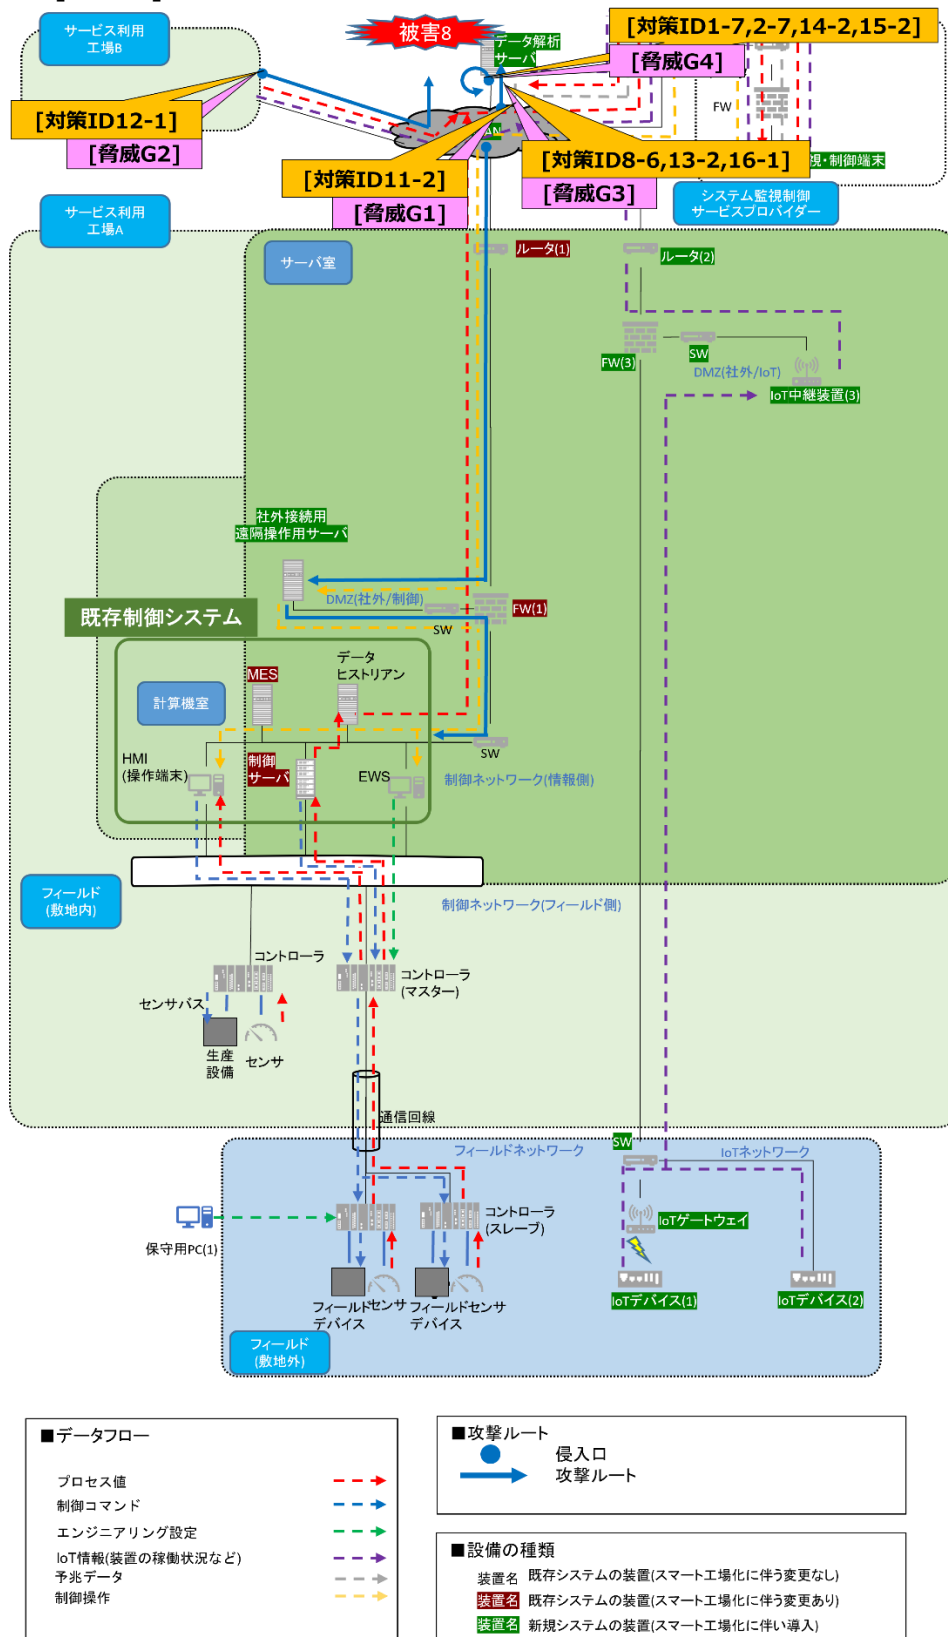 サービス利用
工場B
被害8
データ解析
サーバ
[対策ID1-7,2-7,14-2,15-2]
[脅威G4]
FW
[対策ID12-1]
[脅威G2]
AN
[対策ID8-6,13-2,16-1]
視・制御端末
[対策ID11-2]
[脅威G3]
[脅威G1]
システム監視制御
サービスプロバイダー
サービス利用
工場A
サーバ室
ルータ(1)
ルータ(2)
SW
FW(3)
DMZ(社外/IoT)
IoT中継装置(3)
社外接続用
遠隔操作用サーバ
DMZ(社外/制御)
FW(1)
SW
既存制御システム
データ
ヒストリアン
MES
計算機室
SW
HMI
(操作端末)
制御
サーバ
EWS
制御ネットワーク(情報側)
フィールド
(敷地内)
制御ネットワーク(フィールド側)
コントローラ
コントローラ
(マスター)
センサバス
生産
設備
センサ
通信回線
SW
フィールドネットワーク
IoTネットワーク
コントローラ
(スレーブ)
IoTゲートウェイ
保守用PC(1)
フィールド
デバイス
センサ
フィールド
デバイス
センサ
IoTデバイス(1)
IoTデバイス(2)
フィールド
(敷地外)
■データフロー
プロセス値
制御コマンド
エンジニアリング設定
IoT情報(装置の稼働状況など)
予兆データ
制御操作
■攻撃ルート
侵入口
攻撃ルート
■設備の種類
装置名 既存システムの装置(スマート工場化に伴う変更なし)
装置名 既存システムの装置(スマート工場化に伴う変更あり)
装置名 新規システムの装置(スマート工場化に伴い導入)